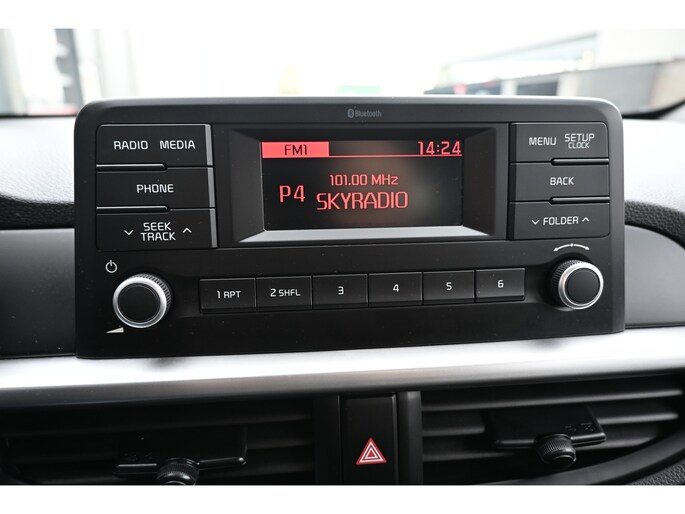 Bluetooth
RADIO MEDIA
PHONE
SEEK
TRACK
FM1 14:24
P4
101.00 MHz
SKYRADIO
MENU SETUP
CLOCK
BACK
FOLDER
1 RPT
2 SHFL
3
4
5
6